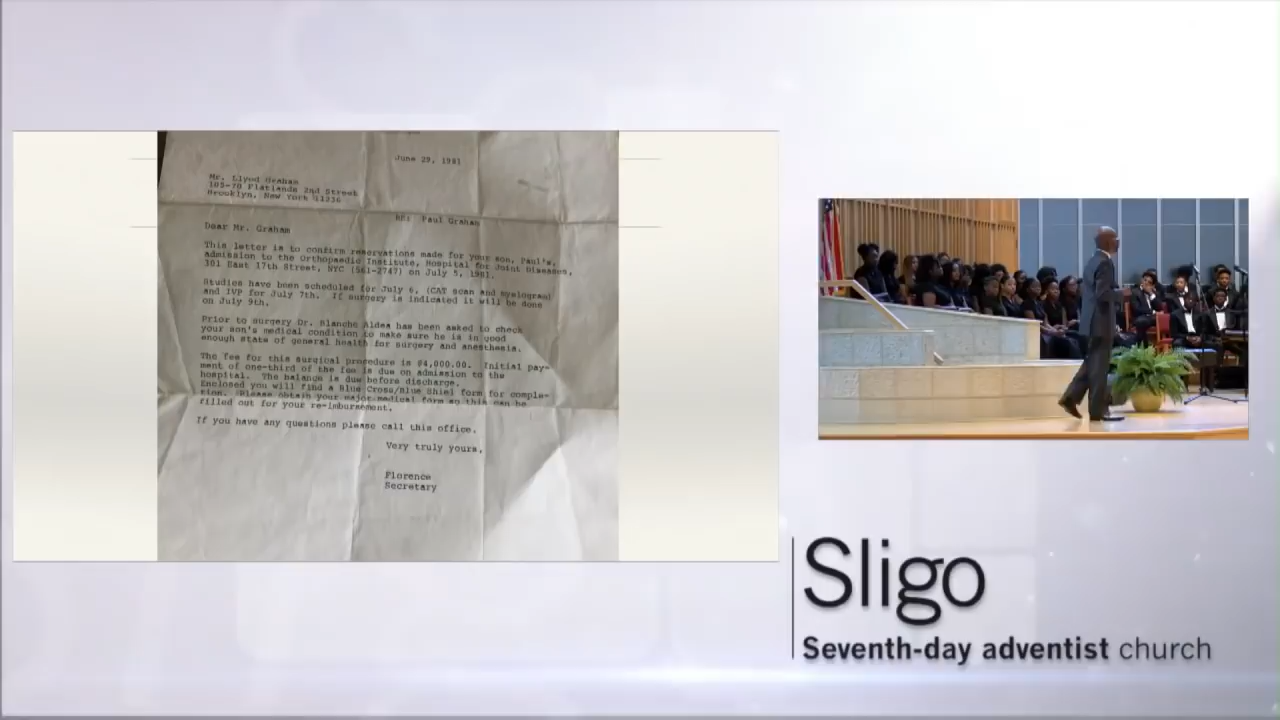 June 29, 1981
Mr. Llyod Graham
105-70 Flatlands 2nd Street
Brooklyn, New York 11236
RE: Paul Graham
Dear Mr. Graham
This letter is to confirm reservations made for your son, Paul's,
admission to the Orthopaedic Institute, Hospital for Joint Diseases,
301 East 17th Street, NYC (561-2747) on July 5, 1981.
Studies have been scheduled for July 6, (CAT scan and Myelogram)
and IVP for July 7th. If surgery is indicated it will be done
on July 9th.
Prior to surgery Dr. Blanche Aldea has been asked to check
your son's medical condition to make sure he is in good
enough state of general health for surgery and anesthesia.
The fee for this surgical procedure is $4,000.00. Initial pay-
ment of one-third of the fee is due on admission to the
hospital. The balance is due before discharge.
Enclosed you will find a Blue Cross/Blue Shiel form for comple-
tion. Please obtain your major medical form so this can be
filled out for your re-imbursement.
If you have any questions please call this office.
Very truly yours,
Florence
Secretary
Sligo
Seventh-day adventist church